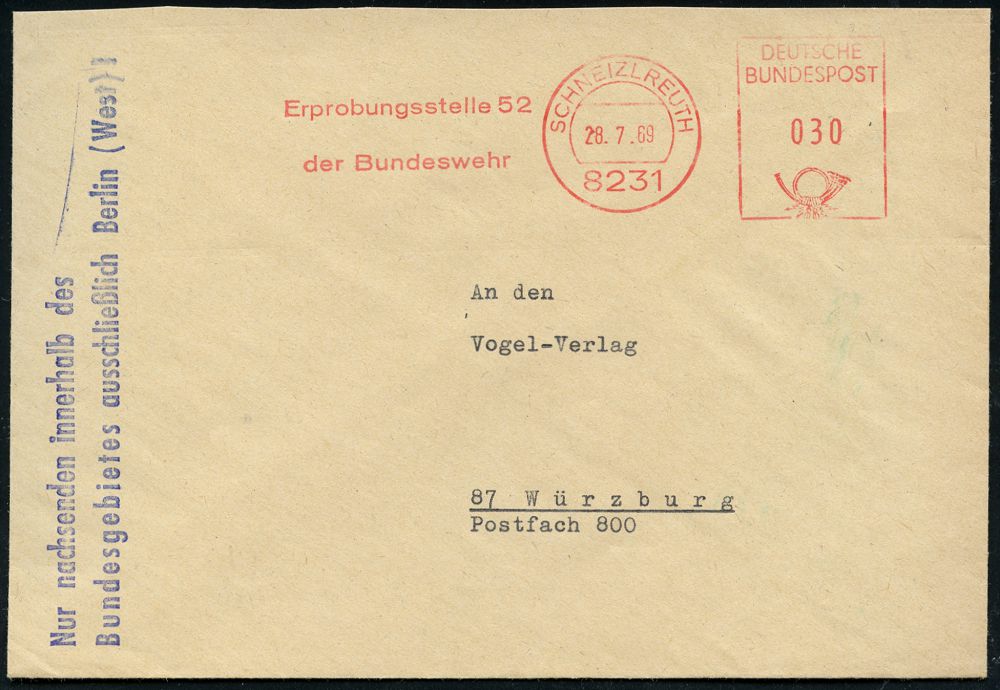 Erprobungsstelle 52
der Bundeswehr
SCHNEIZLREUTH
28. 7. 69
8231
DEUTSCHE
BUNDESPOST
030
An den
Vogel-Verlag
87 Würzburg
Postfach 800
Nur nachsenden innerhalb des
Bundesgebietes ausschließlich Berlin (West)!